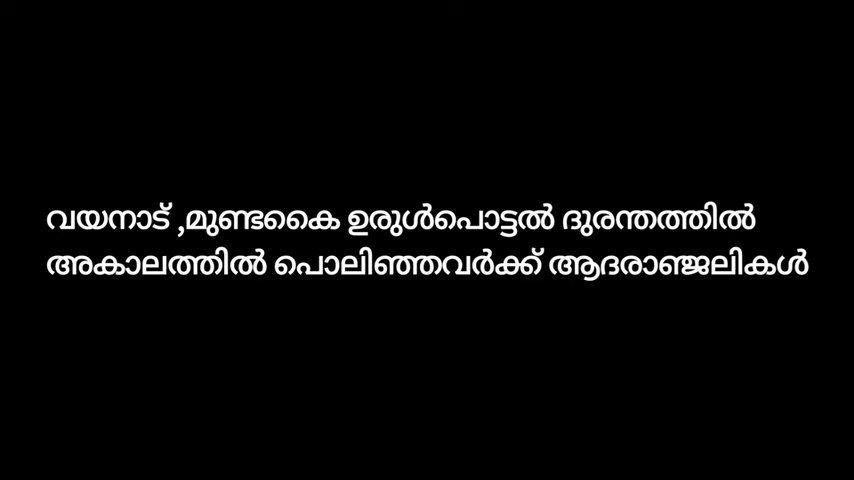 വയനാട് ,മുണ്ടകൈ ഉരുൾപൊട്ടൽ ദുരന്തത്തിൽ
അകാലത്തിൽ പൊലിഞ്ഞവർക്ക് ആദരാഞ്ജലികൾ